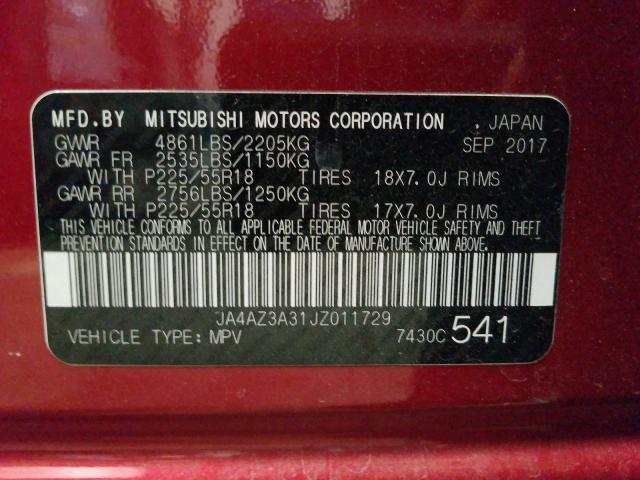 MFD.BY MITSUBISHI MOTORS CORPORATION . JAPAN
GVWR 4861LBS/2205KG SEP 2017
GAWR FR 2535LBS/1150KG
WITH P225/55R18 TIRES 18X7.0J RIMS
GAWR RR 2756LBS/1250KG
WITH P225/55R18 TIRES 17X7.0J RIMS
THIS VEHICLE CONFORMS TO ALL APPLICABLE FEDERAL MOTOR VEHICLE SAFETY AND THEFT
PREVENTION STANDARDS IN EFFECT ON THE DATE OF MANUFACTURE SHOWN ABOVE.
JA4AZ3A31JZ011729
VEHICLE TYPE: MPV 7430C 541